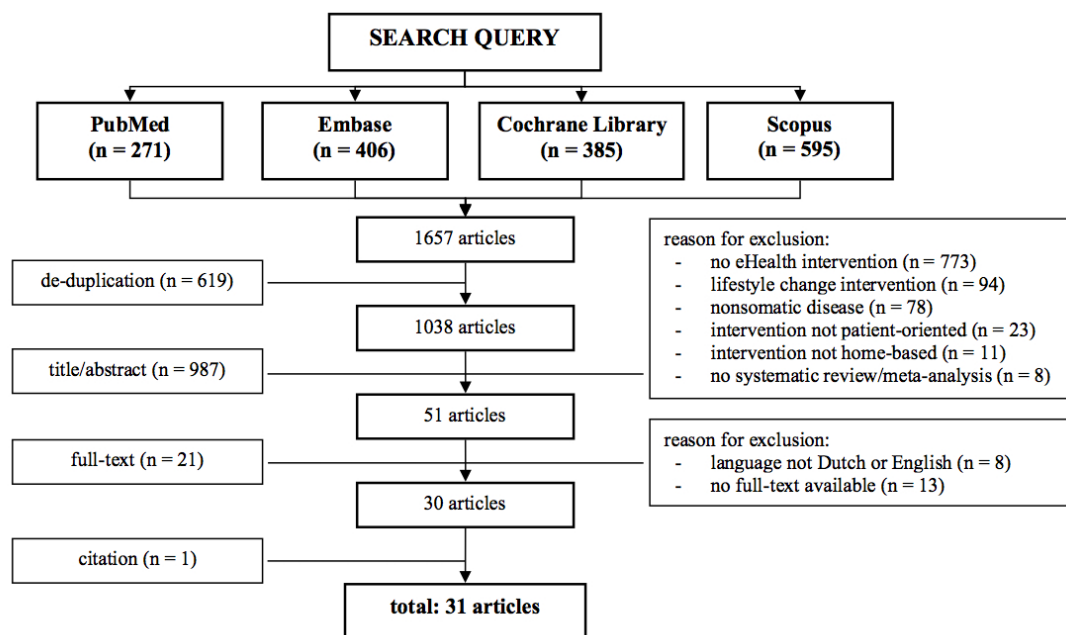 SEARCH QUERY
PubMed
(n = 271)
Embase
(n = 406)
Cochrane Library
(n = 385)
Scopus
(n = 595)
1657 articles
reason for exclusion:
- no eHealth intervention (n = 773)
- lifestyle change intervention (n = 94)
- nonsomatic disease (n = 78)
- intervention not patient-oriented (n = 23)
- intervention not home-based (n = 11)
- no systematic review/meta-analysis (n = 8)
de-duplication (n = 619)
1038 articles
title/abstract (n = 987)
51 articles
reason for exclusion:
- language not Dutch or English (n = 8)
- no full-text available (n = 13)
full-text (n = 21)
30 articles
citation (n = 1)
total: 31 articles